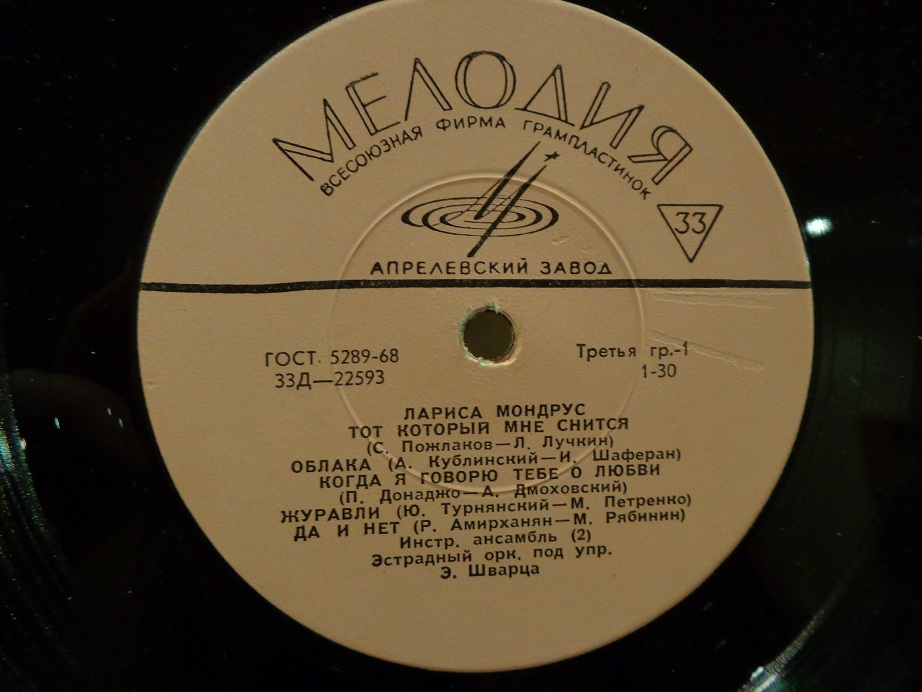 МЕЛОДИЯ
ВСЕСОЮЗНАЯ ФИРМА ГРАМПЛАСТИНОК
33
АПРЕЛЕВСКИЙ ЗАВОД
ГОСТ 5289-68
Третья гр.-1
33Д—22593
1-30
ЛАРИСА МОНДРУС
ТОТ КОТОРЫЙ МНЕ СНИТСЯ
(С. Пожлаков—Л. Лучкин)
ОБЛАКА (А. Кублинский—И. Шаферан)
КОГДА Я ГОВОРЮ ТЕБЕ О ЛЮБВИ
(П. Донаджо—А. Дмоховский)
ЖУРАВЛИ (Ю. Турнянский—М. Петренко)
ДА И НЕТ (Р. Амирханян—М. Рябинин)
Инстр. ансамбль (2)
Эстрадный орк. под упр.
Э. Шварца